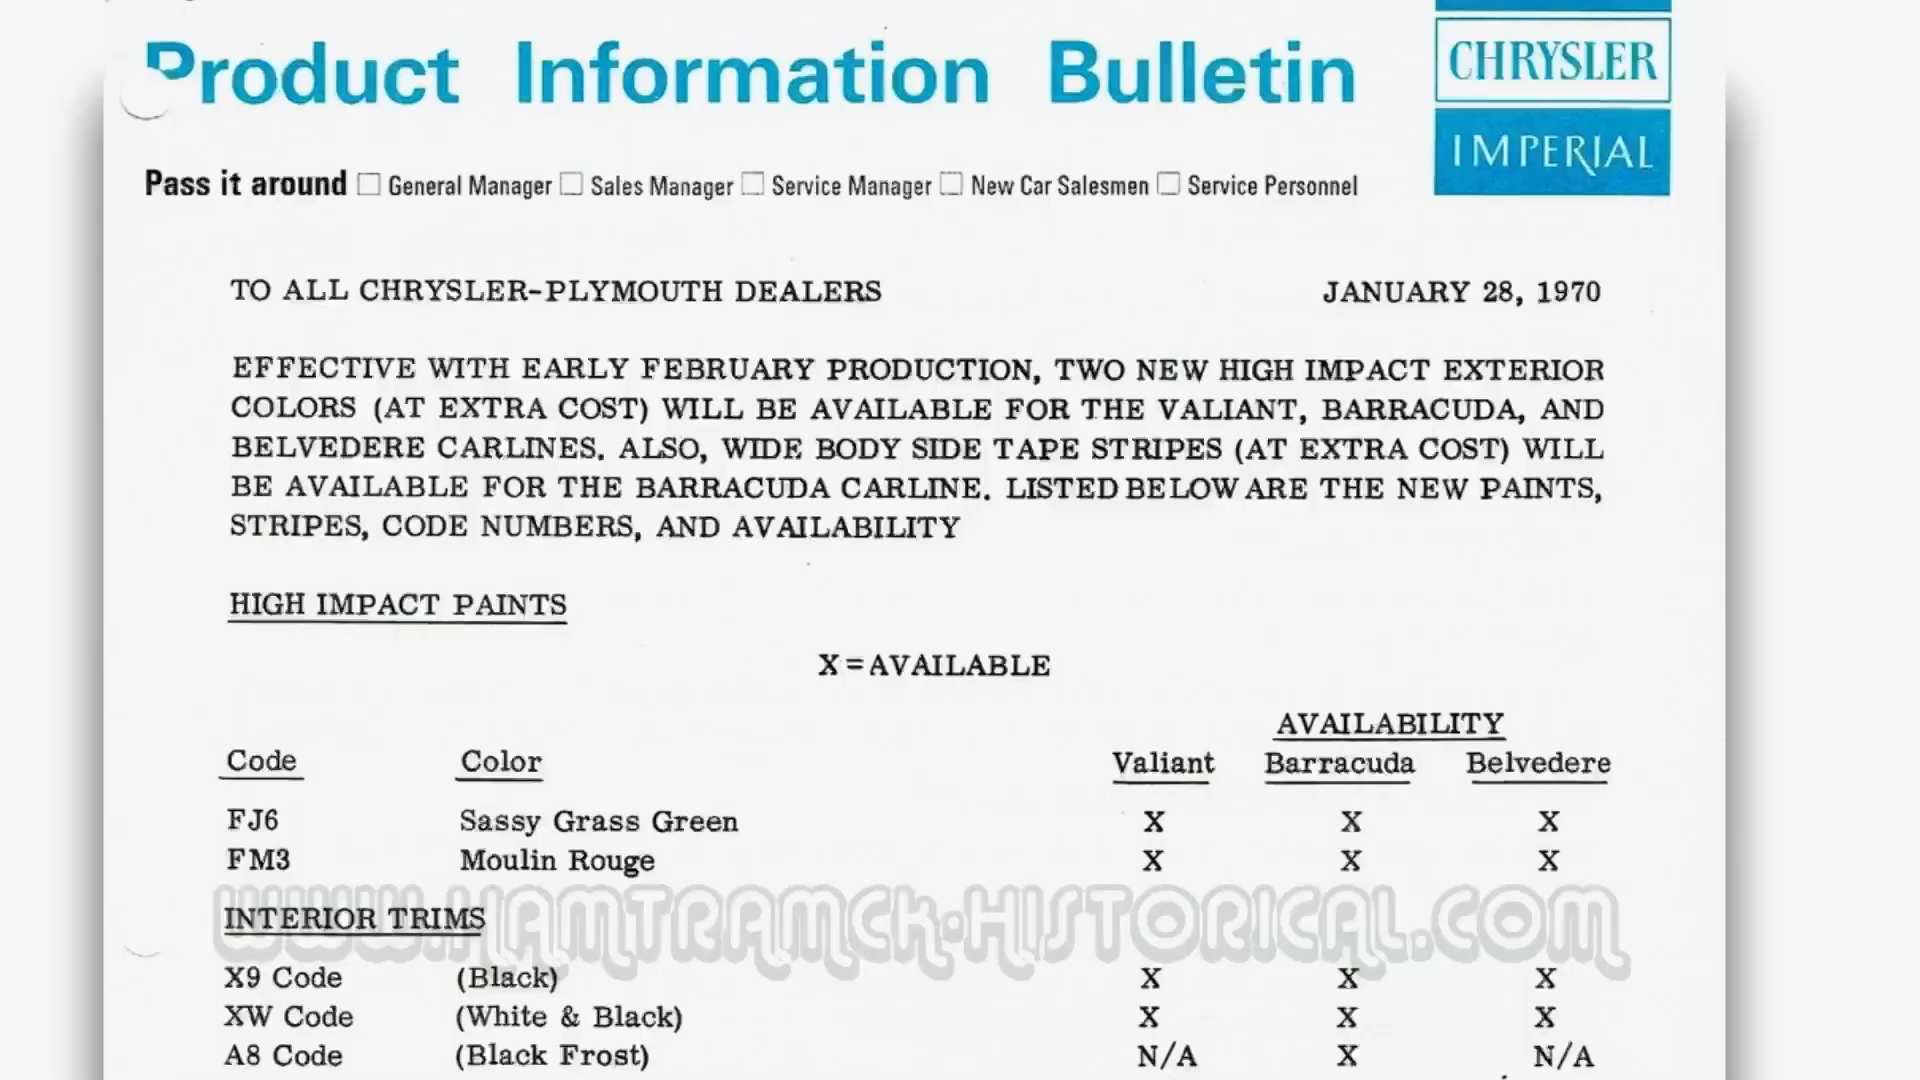 Product Information Bulletin
CHRYSLER
IMPERIAL
Pass it around General Manager Sales Manager Service Manager New Car Salesmen Service Personnel
TO ALL CHRYSLER-PLYMOUTH DEALERS JANUARY 28, 1970
EFFECTIVE WITH EARLY FEBRUARY PRODUCTION, TWO NEW HIGH IMPACT EXTERIOR
COLORS (AT EXTRA COST) WILL BE AVAILABLE FOR THE VALIANT, BARRACUDA, AND
BELVEDERE CARLINES. ALSO, WIDE BODY SIDE TAPE STRIPES (AT EXTRA COST) WILL
BE AVAILABLE FOR THE BARRACUDA CARLINE. LISTED BELOW ARE THE NEW PAINTS,
STRIPES, CODE NUMBERS, AND AVAILABILITY
HIGH IMPACT PAINTS
X=AVAILABLE
AVAILABILITY
Code Color Valiant Barracuda Belvedere
FJ6 Sassy Grass Green X X X
FM3 Moulin Rouge X X X
WWW.HAMTRAMCK-HISTORICAL.COM
INTERIOR TRIMS
X9 Code (Black) X X X
XW Code (White & Black) X X X
A8 Code (Black Frost) N/A X N/A